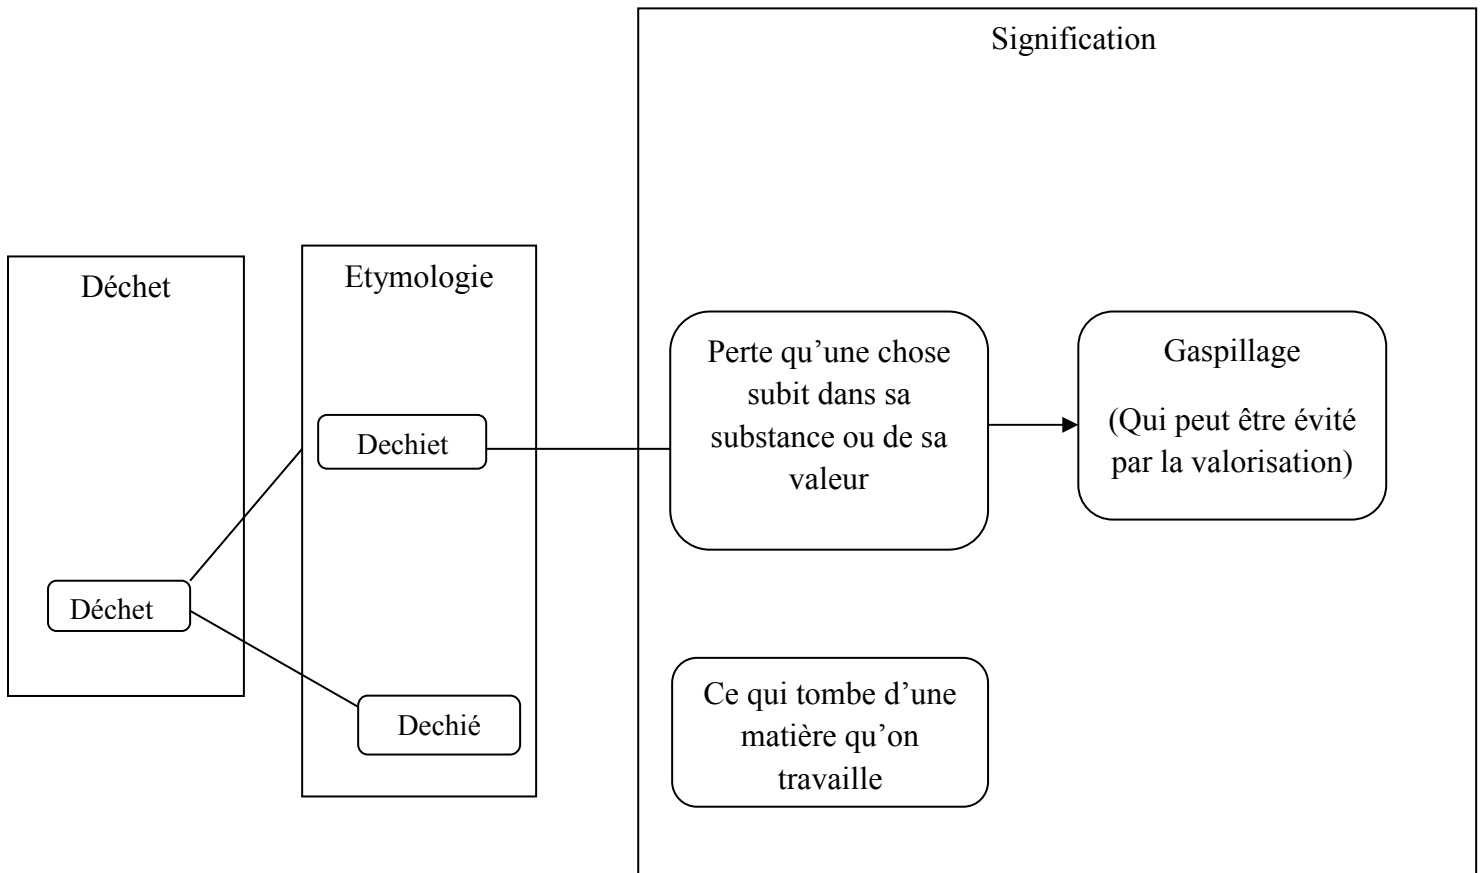 Signification
Déchet
Etymologie
Perte qu’une chose
subit dans sa
substance ou de sa
valeur
Gaspillage
(Qui peut être évité
par la valorisation)
Dechiet
Déchet
Dechié
Ce qui tombe d’une
matière qu’on
travaille